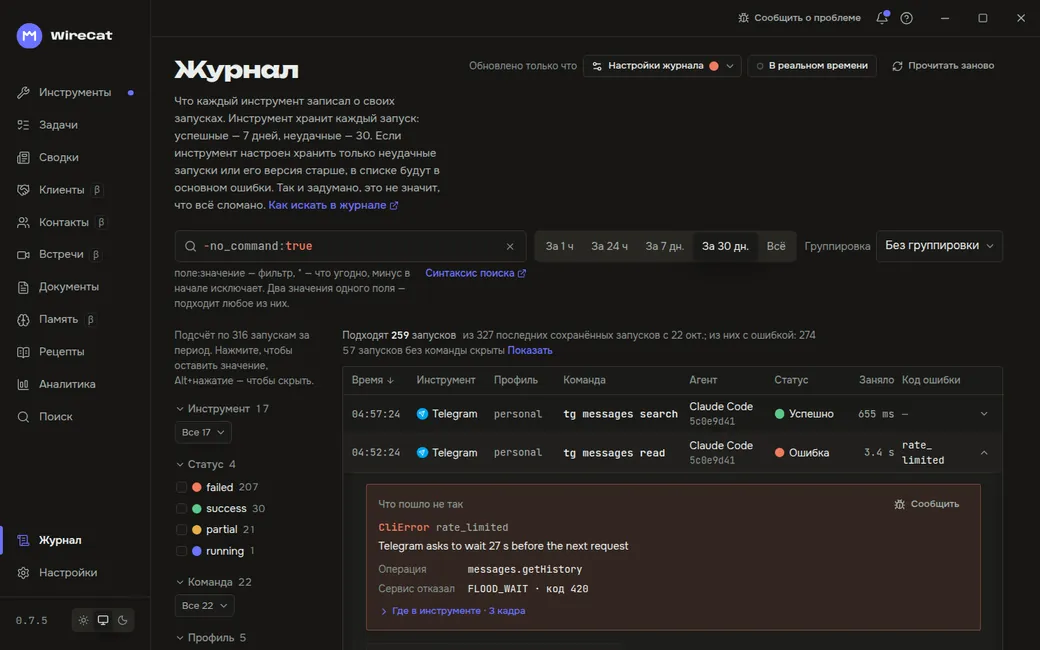 WireCat
Сообщить о проблеме
Инструменты
Задачи
Сводки
Клиенты β
Контакты β
Встречи β
Документы
Память β
Рецепты
Аналитика
Поиск
Журнал
Настройки
0.7.5
Журнал
Обновлено только что
Настройки журнала
В реальном времени
Прочитать заново
Что каждый инструмент записал о своих
запусках. Инструмент хранит каждый запуск:
успешные — 7 дней, неудачные — 30. Если
инструмент настроен хранить только неудачные
запуски или его версия старше, в списке будут в
основном ошибки. Так и задумано, это не значит,
что всё сломано. Как искать в журнале
-no_command:true
За 1 ч За 24 ч За 7 дн. За 30 дн. Всё
Группировка Без группировки
поле:значение — фильтр, * — что угодно, минус в
начале исключает. Два значения одного поля —
подходит любое из них.
Синтаксис поиска
Подсчёт по 316 запускам за
период. Нажмите, чтобы
оставить значение,
Alt+нажатие — чтобы скрыть.
Инструмент 17
Все 17
Статус 4
failed 207
success 30
partial 21
running 1
Команда 22
Все 22
Профиль 5
Подходят 259 запусков из 327 последних сохранённых запусков с 22 окт.; из них с ошибкой: 274
57 запусков без команды скрыты Показать
Время ↓ Инструмент Профиль Команда Агент Статус Заняло Код ошибки
04:57:24 Telegram personal tg messages search Claude Code 5c0e9d41 Успешно 655 ms —
04:52:24 Telegram personal tg messages read Claude Code 5c0e9d41 Ошибка 3.4 s rate_
limited
Что пошло не так
Сообщить
CliError rate_limited
Telegram asks to wait 27 s before the next request
Операция messages.getHistory
Сервис отказал FLOOD_WAIT · код 420
Где в инструменте · 3 кадра